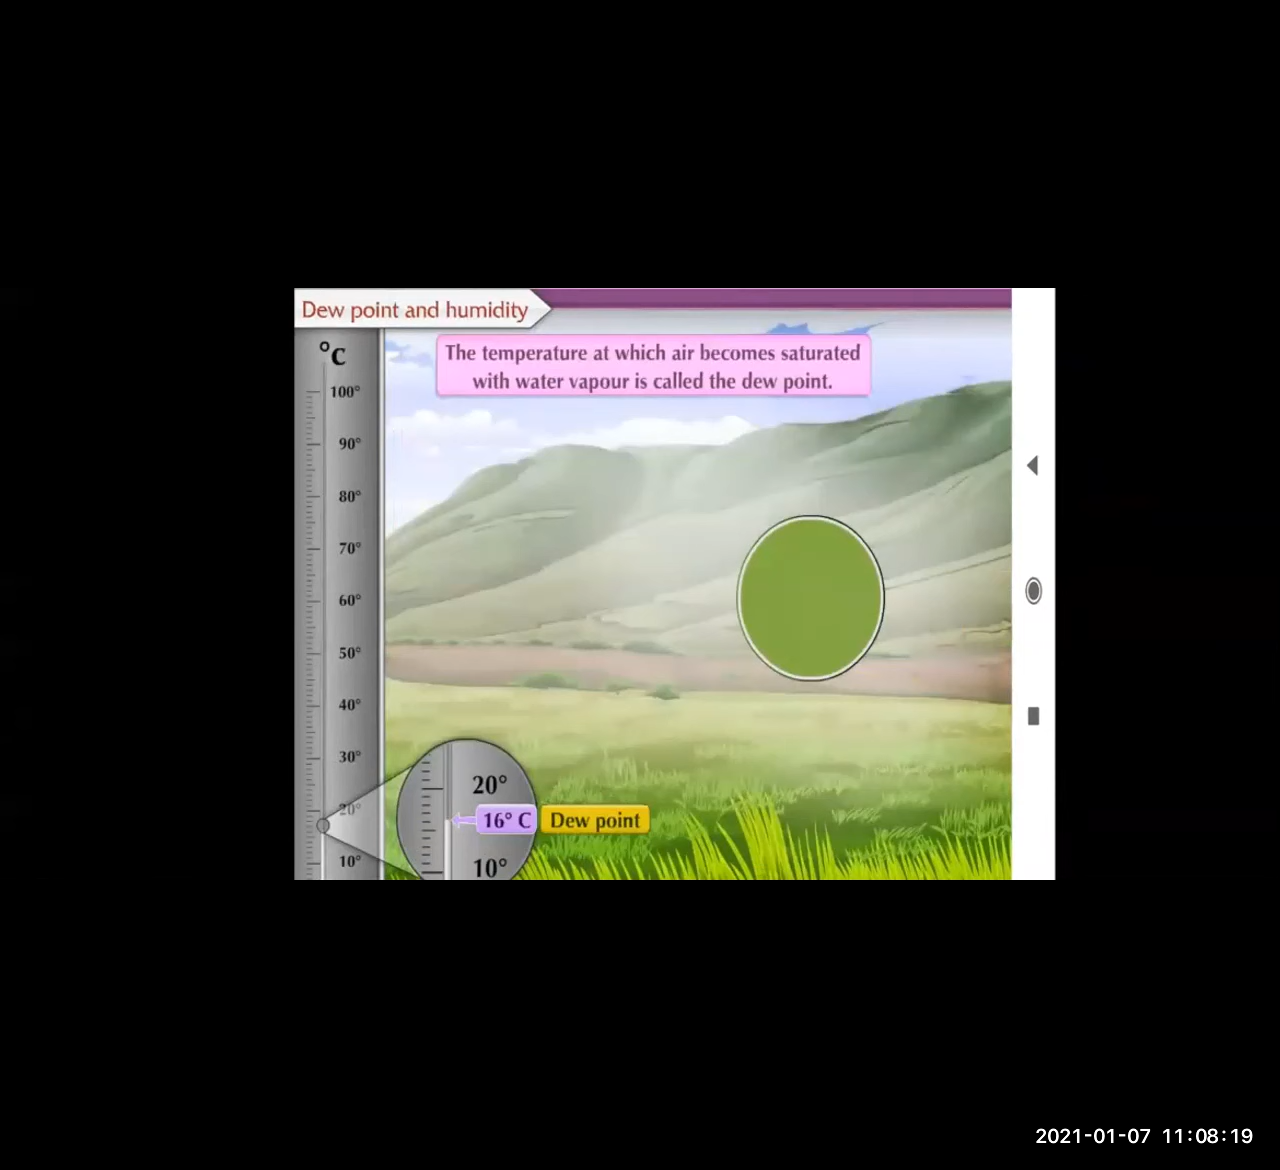 Dew point and humidity
°C
The temperature at which air becomes saturated
with water vapour is called the dew point.
100°
90°
80°
70°
60°
50°
40°
30°
20°
10°
20°
16° C
Dew point
10°
2021-01-07 11:08:19